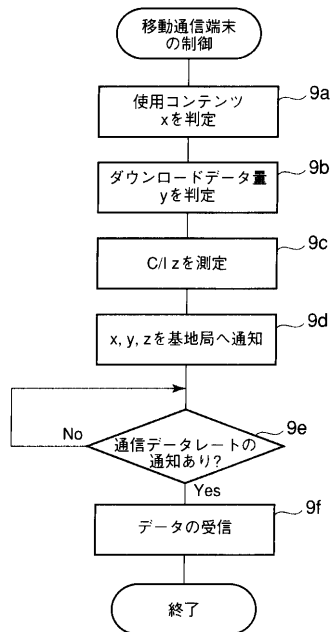 移動通信端末
の制御
9a
使用コンテンツ
xを判定
9b
ダウンロードデータ量
yを判定
9c
C/I zを測定
9d
x, y, zを基地局へ通知
9e
No
通信データレートの
通知あり?
Yes
9f
データの受信
終了